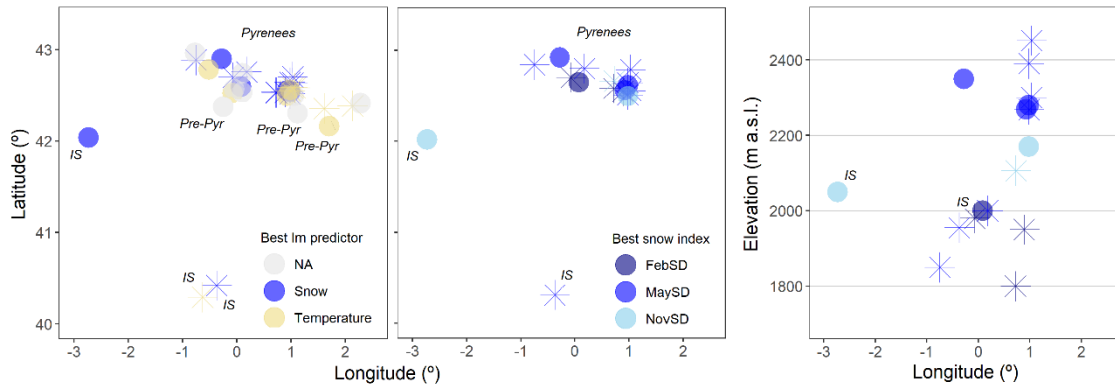 Pyrenees
Pre-Pyr
Pre-Pyr
Pre-Pyr
IS
IS
IS
Best lm predictor
NA
Snow
Temperature
43
42
41
40
Latitude (º)
-3 -2 -1 0 1 2
Pyrenees
IS
IS
Best snow index
FebSD
MaySD
NovSD
-3 -2 -1 0 1 2
Longitude (º)
Elevation (m a.s.l.)
2400
2200
2000
1800
IS
IS
-3 -2 -1 0 1 2
Longitude (º)